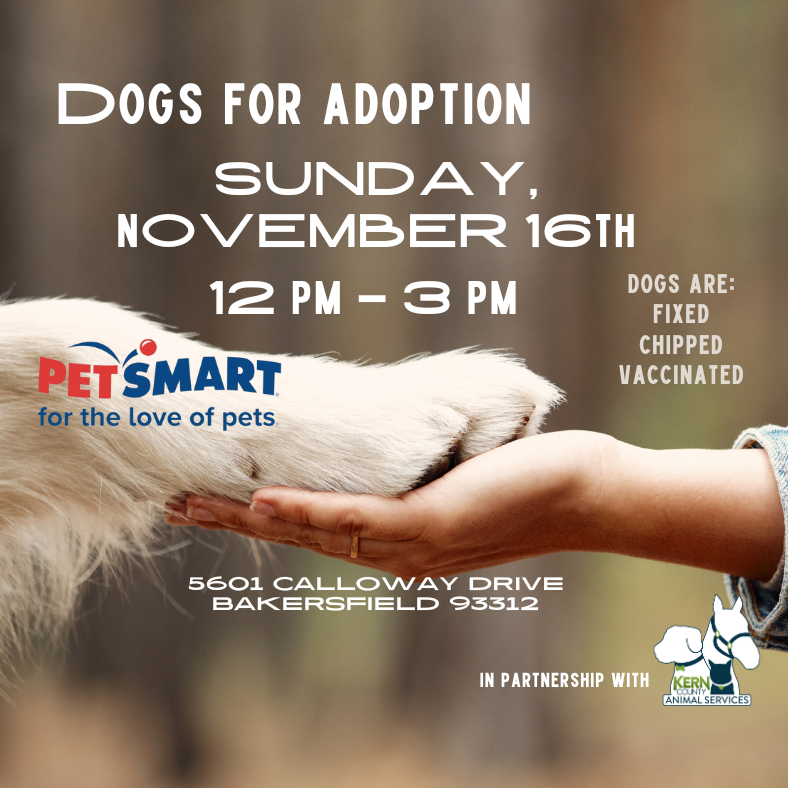 Dogs for adoption
Sunday,
November 16th
12 PM – 3 PM
Dogs are:
Fixed
Chipped
Vaccinated
PETSMART®
for the love of pets
5601 Calloway Drive
Bakersfield 93312
In partnership with
KERN
COUNTY
ANIMAL SERVICES